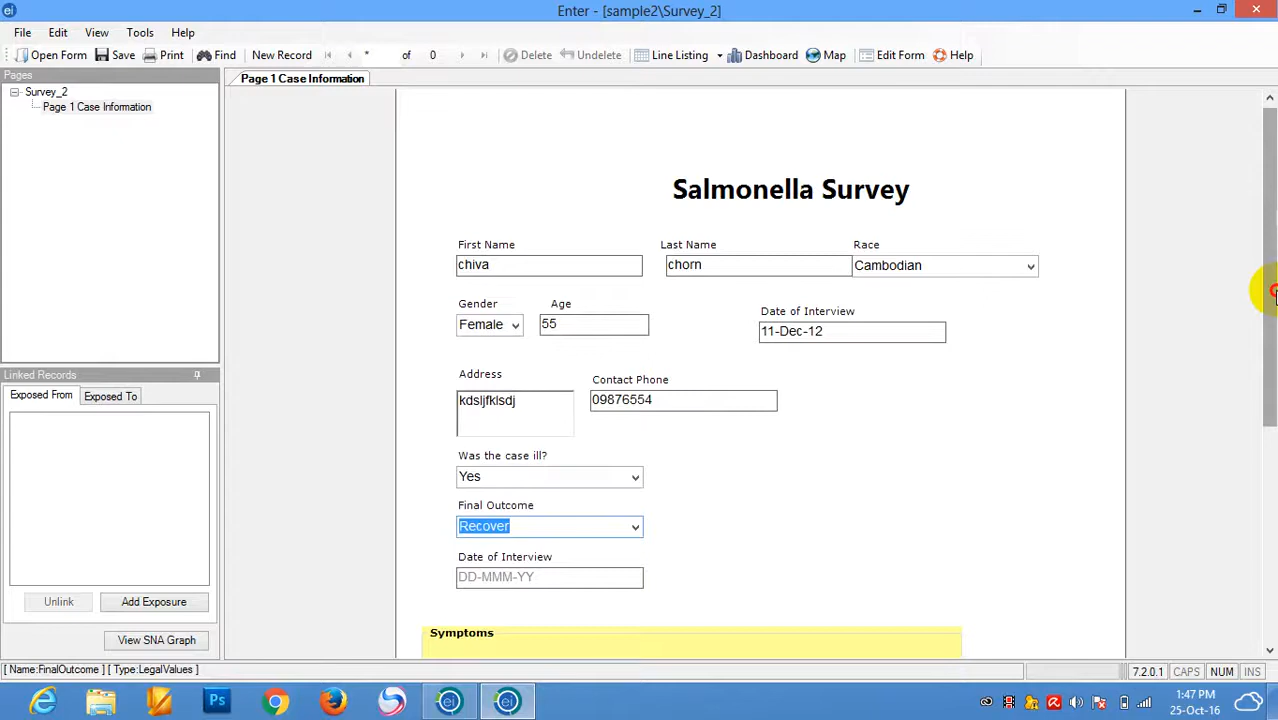 Enter - [sample2\Survey_2]
File Edit View Tools Help
Open Form Save Print Find New Record * of 0 Delete Undelete Line Listing Dashboard Map Edit Form Help
Pages
Page 1 Case Information
Survey_2
Page 1 Case Information
Salmonella Survey
First Name Last Name Race
chiva chorn Cambodian
Gender Age Date of Interview
Female 55 11-Dec-12
Address Contact Phone
kdsljfklsdj 09876554
Was the case ill?
Yes
Final Outcome
Recover
Date of Interview
DD-MMM-YY
Symptoms
Linked Records
Exposed From Exposed To
Unlink Add Exposure
View SNA Graph
[ Name:FinalOutcome ] [ Type:LegalValues ] 7.2.0.1 CAPS NUM INS
Ps ei ei
1:47 PM
25-Oct-16